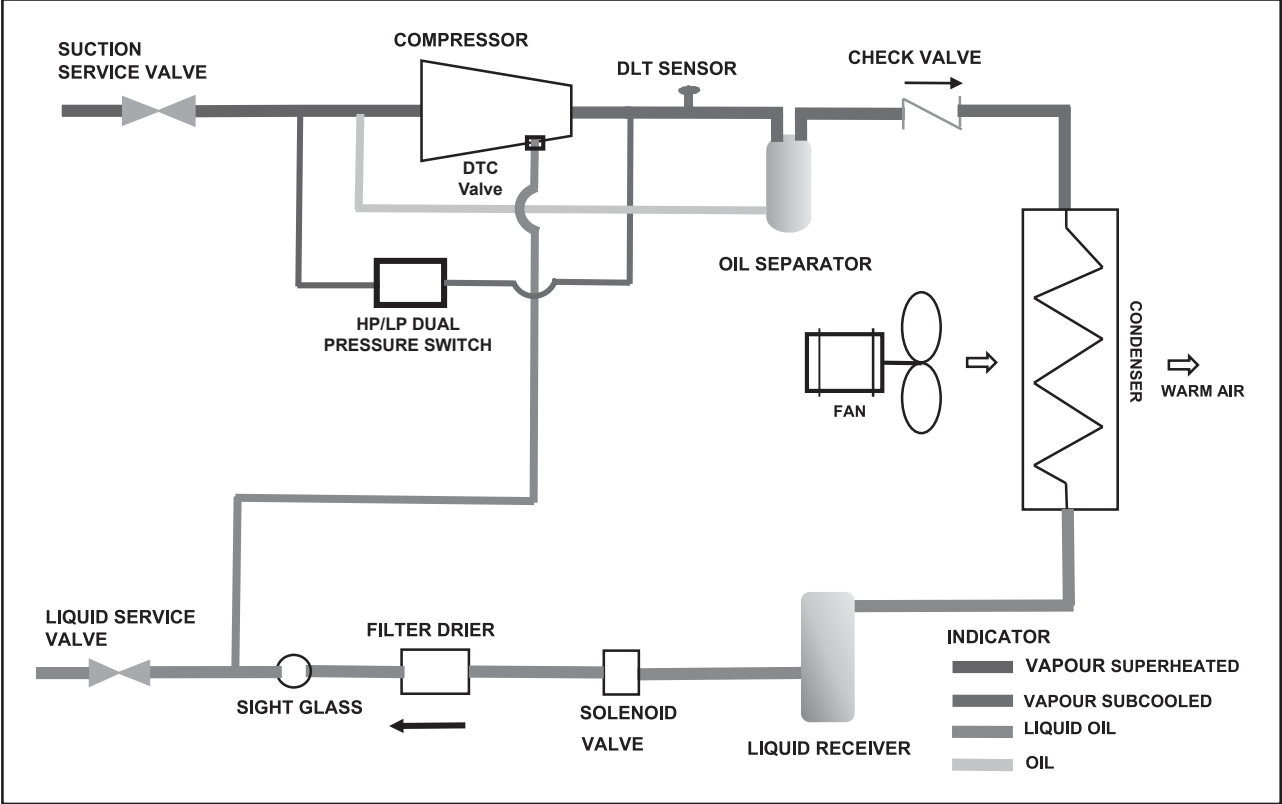 SUCTION
SERVICE VALVE
COMPRESSOR
DLT SENSOR
CHECK VALVE
DTC
Valve
OIL SEPARATOR
HP/LP DUAL
PRESSURE SWITCH
FAN
CONDENSER
WARM AIR
LIQUID SERVICE
VALVE
FILTER DRIER
SIGHT GLASS
SOLENOID
VALVE
LIQUID RECEIVER
INDICATOR
VAPOUR SUPERHEATED
VAPOUR SUBCOOLED
LIQUID OIL
OIL